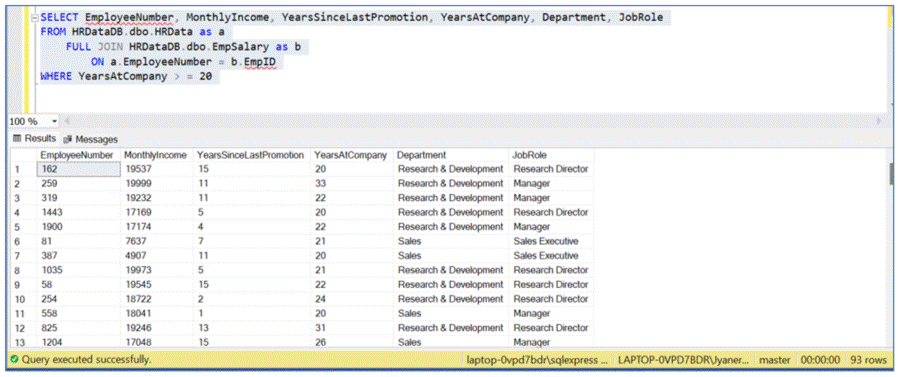 SELECT EmployeeNumber, MonthlyIncome, YearsSinceLastPromotion, YearsAtCompany, Department, JobRole
FROM HRDataDB.dbo.HRData as a
FULL JOIN HRDataDB.dbo.EmpSalary as b
ON a.EmployeeNumber = b.EmpID
WHERE YearsAtCompany > = 20
100 %
Results Messages
EmployeeNumber MonthlyIncome YearsSinceLastPromotion YearsAtCompany Department JobRole
1 162 19537 15 20 Research & Development Research Director
2 259 19999 11 33 Research & Development Manager
3 319 19232 11 22 Research & Development Manager
4 1443 17169 5 20 Research & Development Research Director
5 1900 17174 4 22 Research & Development Manager
6 81 7637 7 21 Sales Sales Executive
7 387 4907 11 20 Sales Sales Executive
8 1035 19973 5 21 Research & Development Research Director
9 58 19545 15 22 Research & Development Research Director
10 254 18722 2 24 Research & Development Research Director
11 558 18041 1 20 Sales Manager
12 825 19246 13 31 Research & Development Research Director
13 1204 17048 15 26 Sales Manager
Query executed successfully. laptop-0vpd7bdr\sqlexpress ... LAPTOP-0VPD7BDR\lyaner... master 00:00:00 93 rows